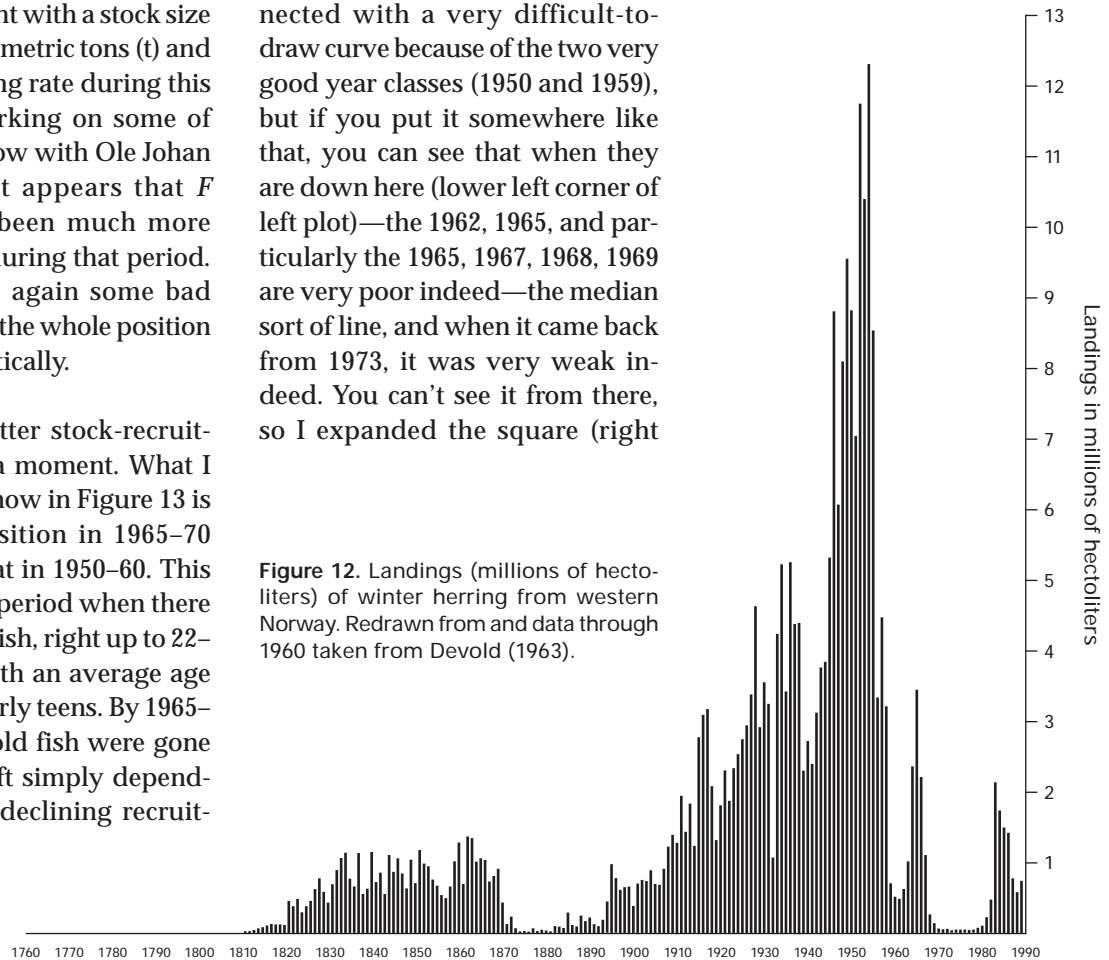 nt with a stock size
metric tons (t) and
ng rate during this
rking on some of
ow with Ole Johan
t appears that F
been much more
during that period.
again some bad
the whole position
tically.
tter stock-recruit-
a moment. What I
how in Figure 13 is
sition in 1965–70
at in 1950–60. This
period when there
ish, right up to 22–
th an average age
rly teens. By 1965–
old fish were gone
ft simply depend-
declining recruit-
nected with a very difficult-to-
draw curve because of the two very
good year classes (1950 and 1959),
but if you put it somewhere like
that, you can see that when they
are down here (lower left corner of
left plot)—the 1962, 1965, and par-
ticularly the 1965, 1967, 1968, 1969
are very poor indeed—the median
sort of line, and when it came back
from 1973, it was very weak in-
deed. You can't see it from there,
so I expanded the square (right
Figure 12. Landings (millions of hecto-
liters) of winter herring from western
Norway. Redrawn from and data through
1960 taken from Devold (1963).
13
12
11
10
9
8
7
6
5
4
3
2
1
Landings in millions of hectoliters
1760 1770 1780 1790 1800 1810 1820 1830 1840 1850 1860 1870 1880 1890 1900 1910 1920 1930 1940 1950 1960 1970 1980 1990